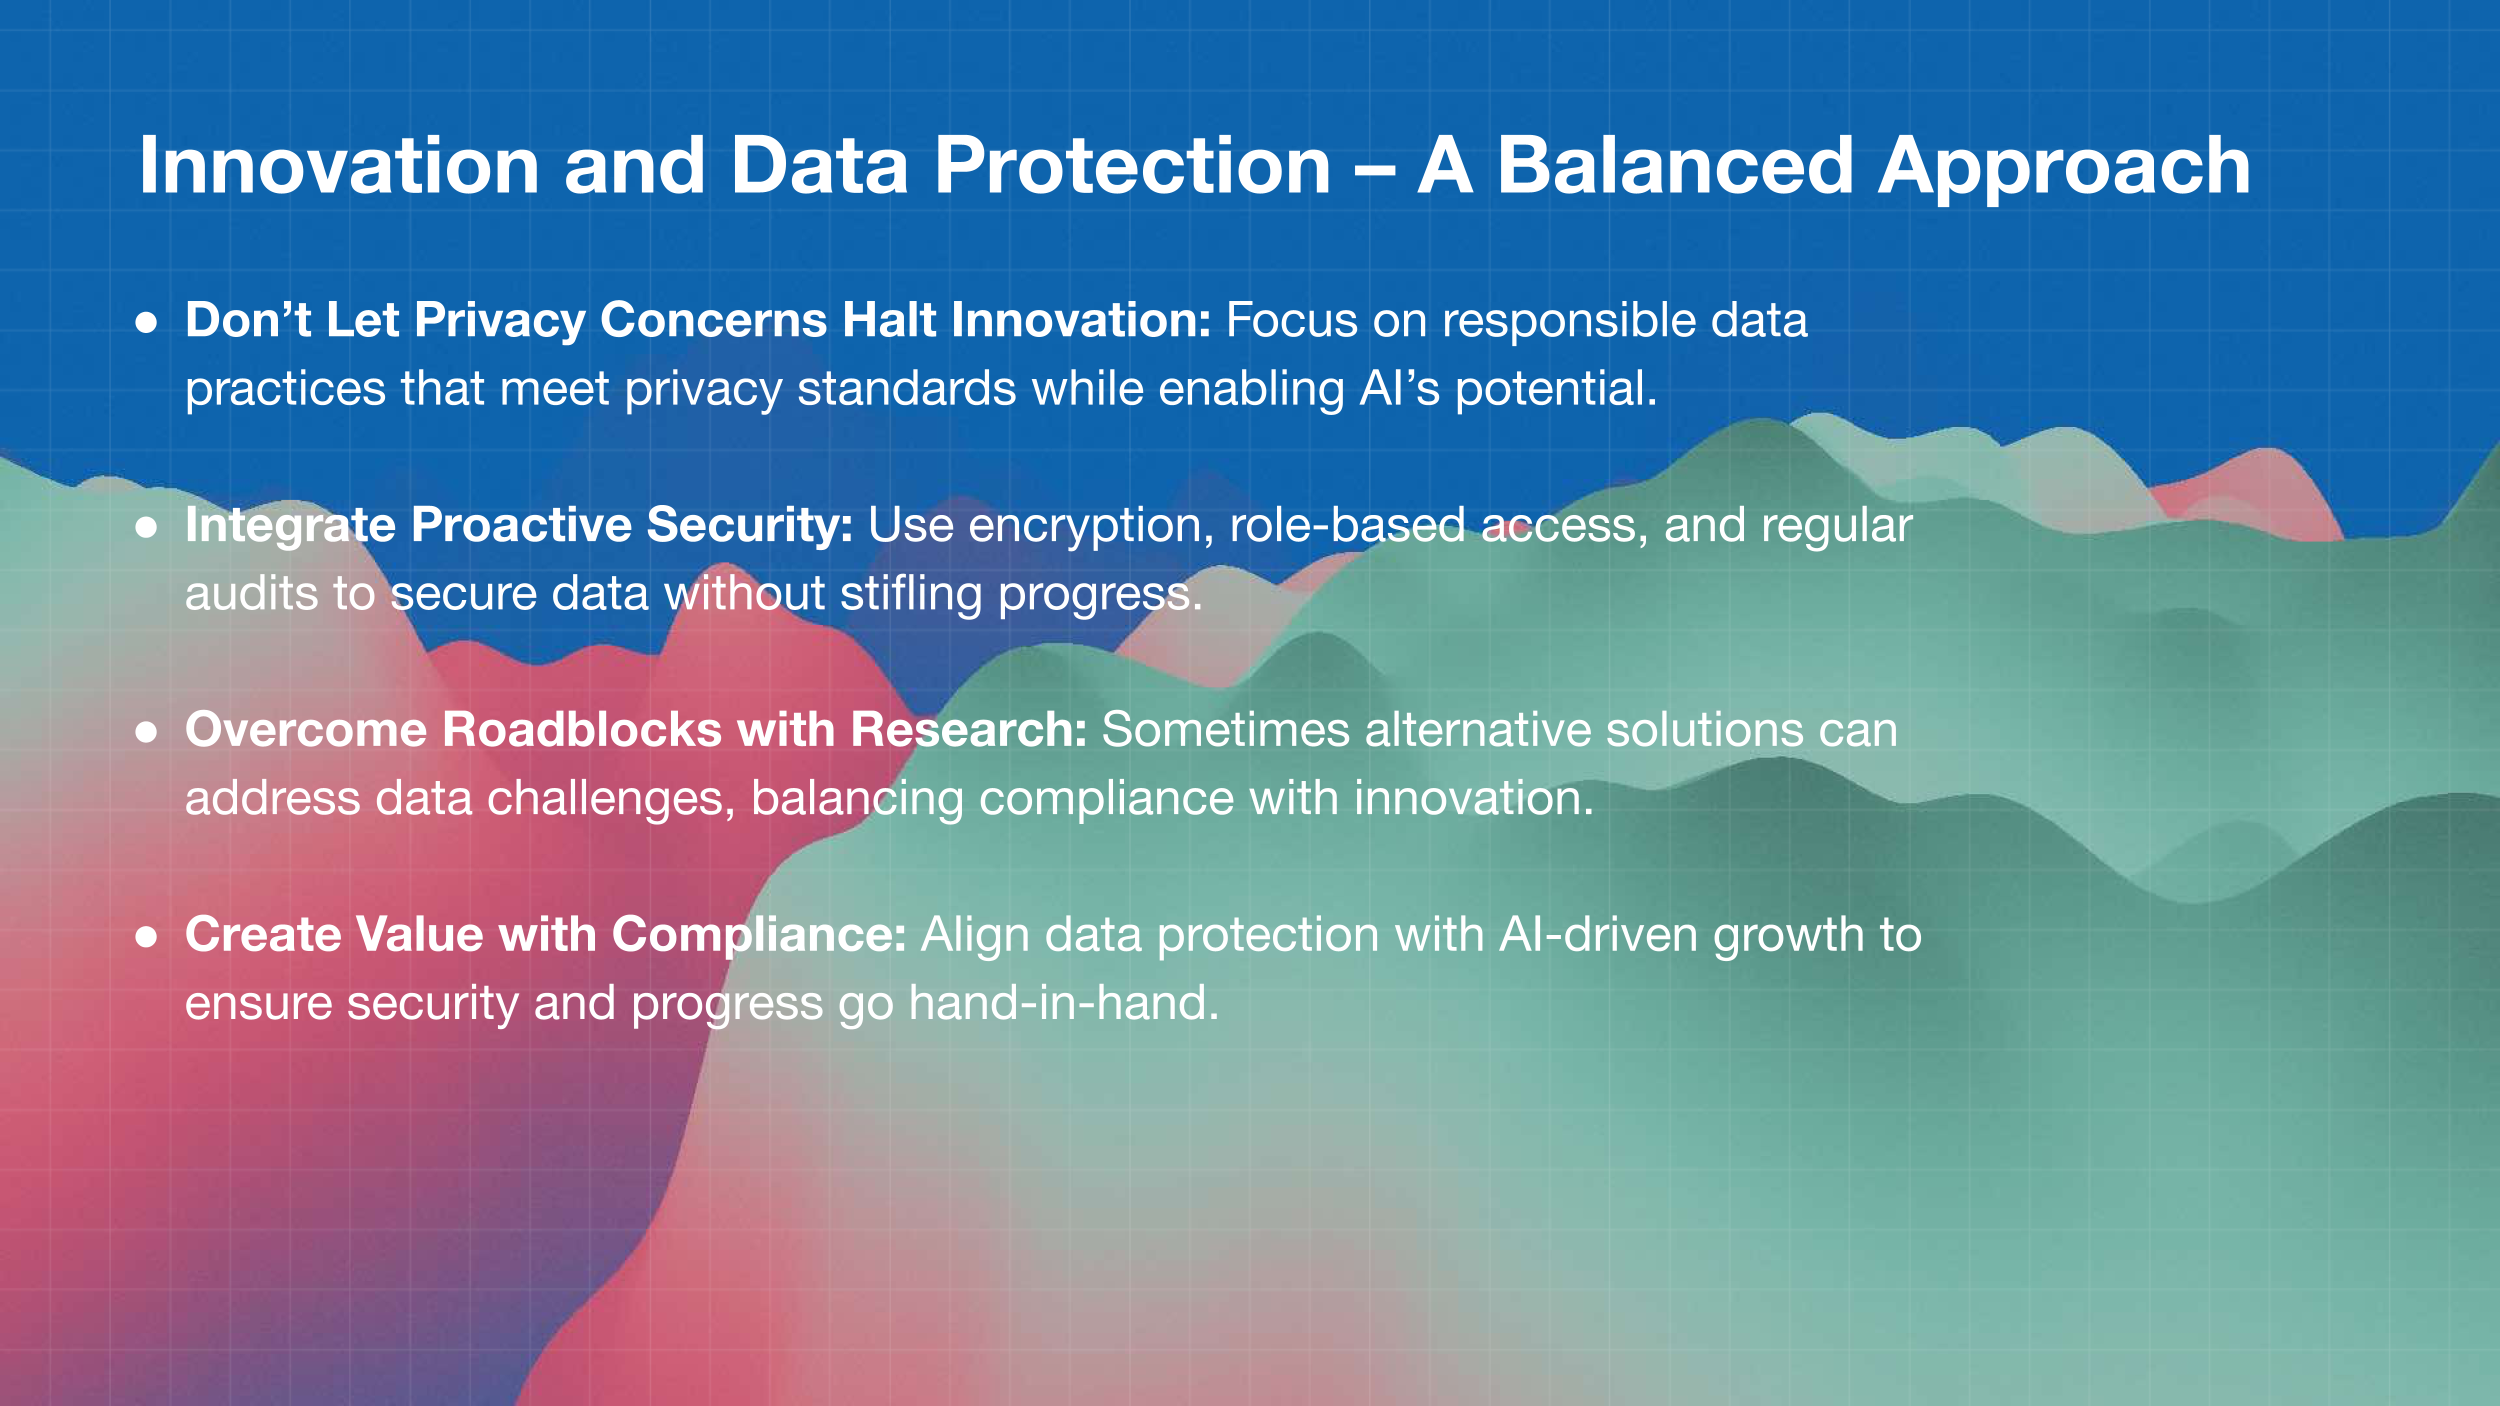 Innovation and Data Protection – A Balanced Approach
● Don’t Let Privacy Concerns Halt Innovation: Focus on responsible data
practices that meet privacy standards while enabling AI’s potential.
● Integrate Proactive Security: Use encryption, role-based access, and regular
audits to secure data without stifling progress.
● Overcome Roadblocks with Research: Sometimes alternative solutions can
address data challenges, balancing compliance with innovation.
● Create Value with Compliance: Align data protection with AI-driven growth to
ensure security and progress go hand-in-hand.